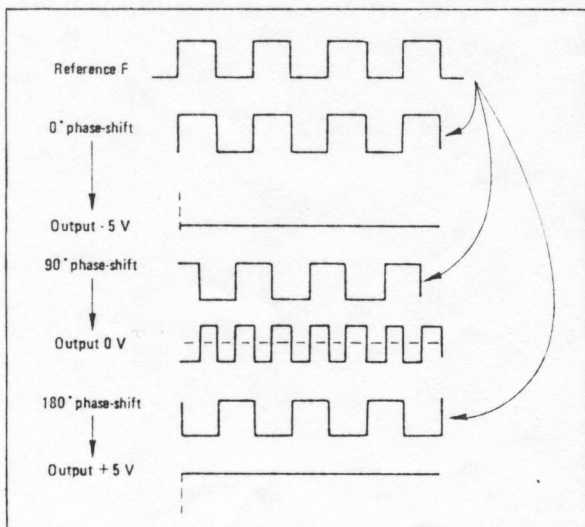 Reference F
0° phase-shift
Output - 5 V
90° phase-shift
Output 0 V
180° phase-shift
Output + 5 V